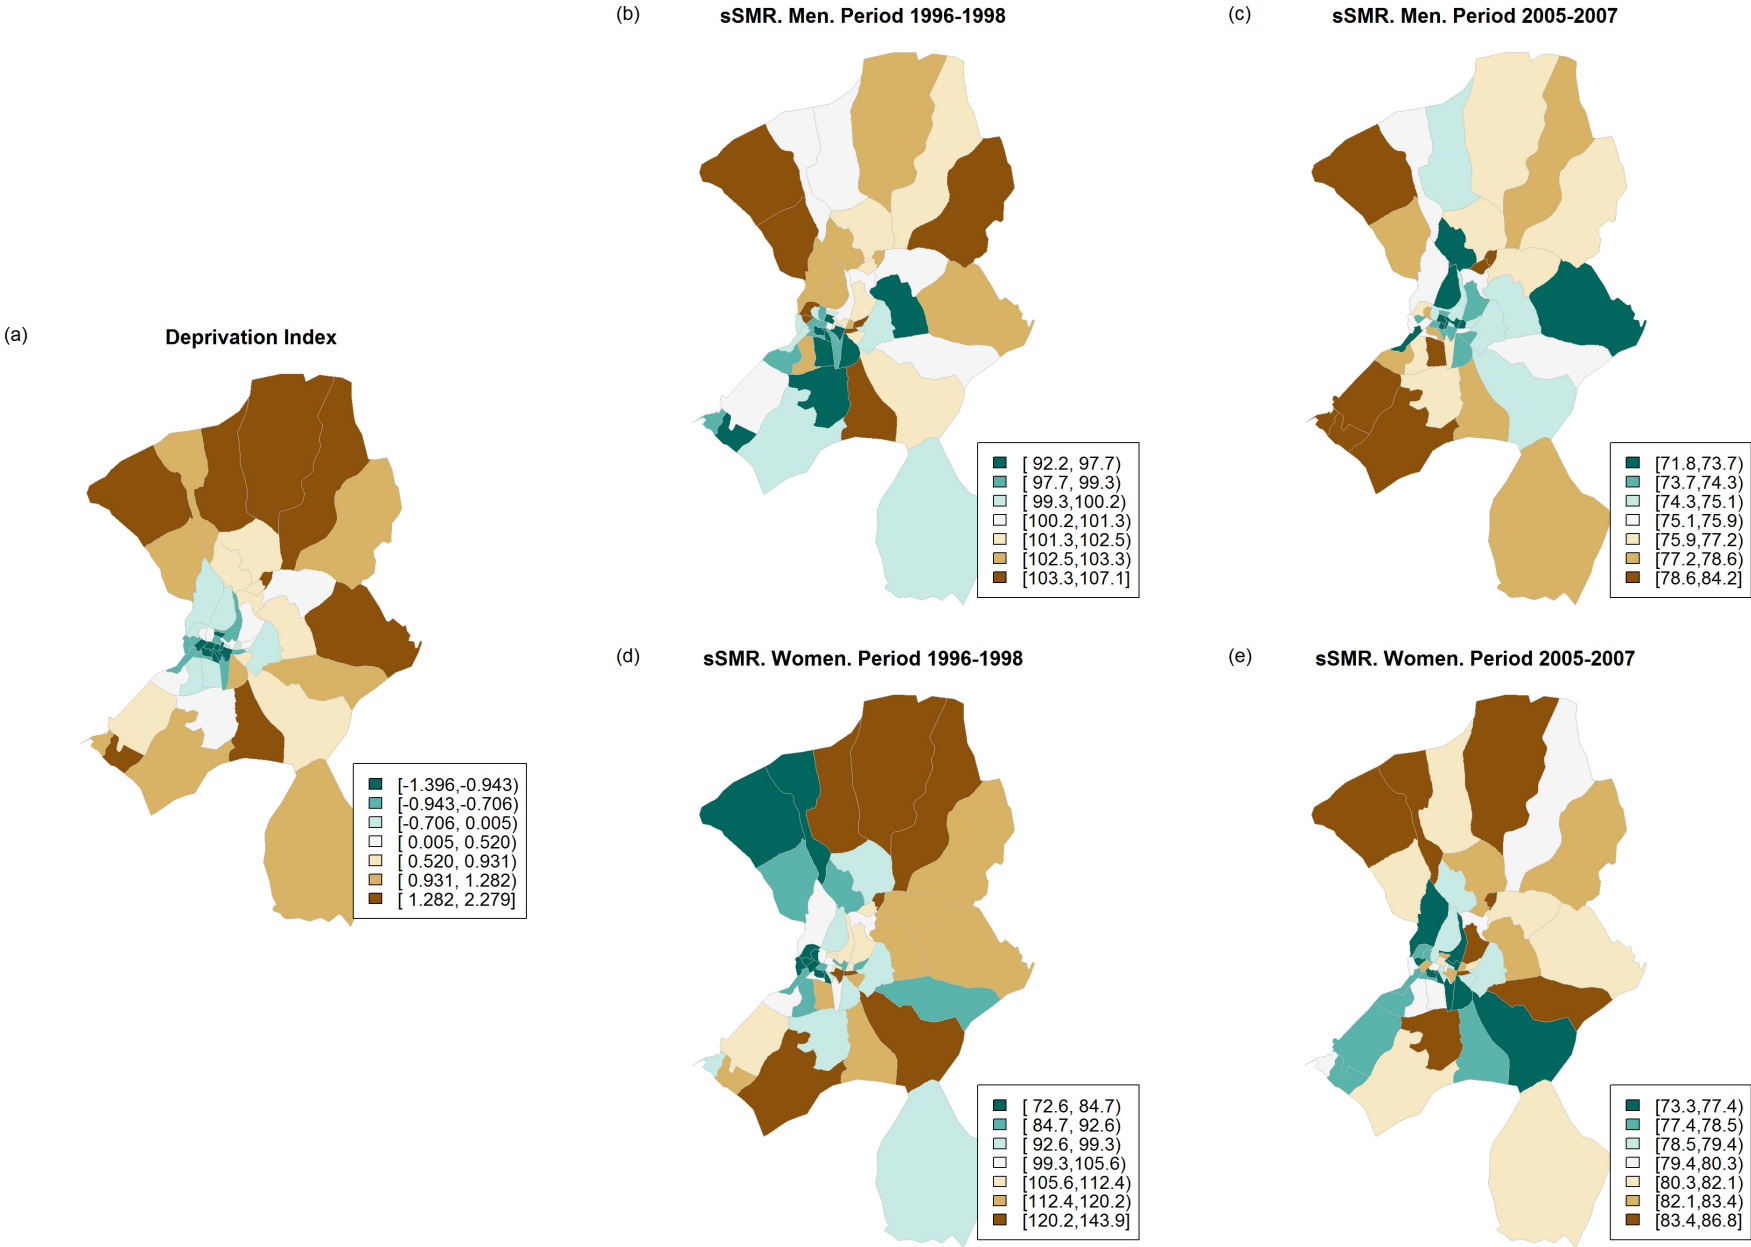 (a)
Deprivation Index
[-1.396,-0.943)
[-0.943,-0.706)
[-0.706, 0.005)
[ 0.005, 0.520)
[ 0.520, 0.931)
[ 0.931, 1.282)
[ 1.282, 2.279]
(b)
sSMR. Men. Period 1996-1998
[ 92.2, 97.7)
[ 97.7, 99.3)
[ 99.3,100.2)
[100.2,101.3)
[101.3,102.5)
[102.5,103.3)
[103.3,107.1]
(c)
sSMR. Men. Period 2005-2007
[71.8,73.7)
[73.7,74.3)
[74.3,75.1)
[75.1,75.9)
[75.9,77.2)
[77.2,78.6)
[78.6,84.2]
(d)
sSMR. Women. Period 1996-1998
[ 72.6, 84.7)
[ 84.7, 92.6)
[ 92.6, 99.3)
[ 99.3,105.6)
[105.6,112.4)
[112.4,120.2)
[120.2,143.9]
(e)
sSMR. Women. Period 2005-2007
[73.3,77.4)
[77.4,78.5)
[78.5,79.4)
[79.4,80.3)
[80.3,82.1)
[82.1,83.4)
[83.4,86.8]